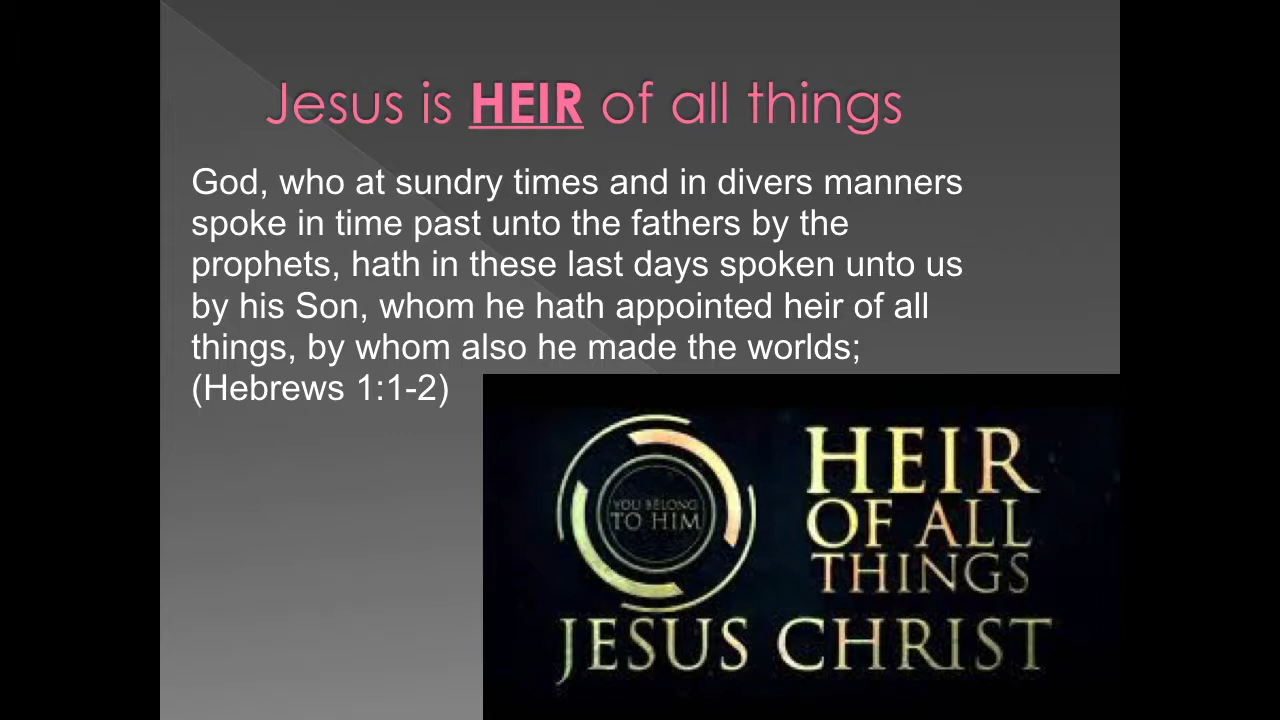 Jesus is HEIR of all things
God, who at sundry times and in divers manners
spoke in time past unto the fathers by the
prophets, hath in these last days spoken unto us
by his Son, whom he hath appointed heir of all
things, by whom also he made the worlds;
(Hebrews 1:1-2)
YOU BELONG
TO HIM
HEIR
OF ALL
THINGS
JESUS CHRIST